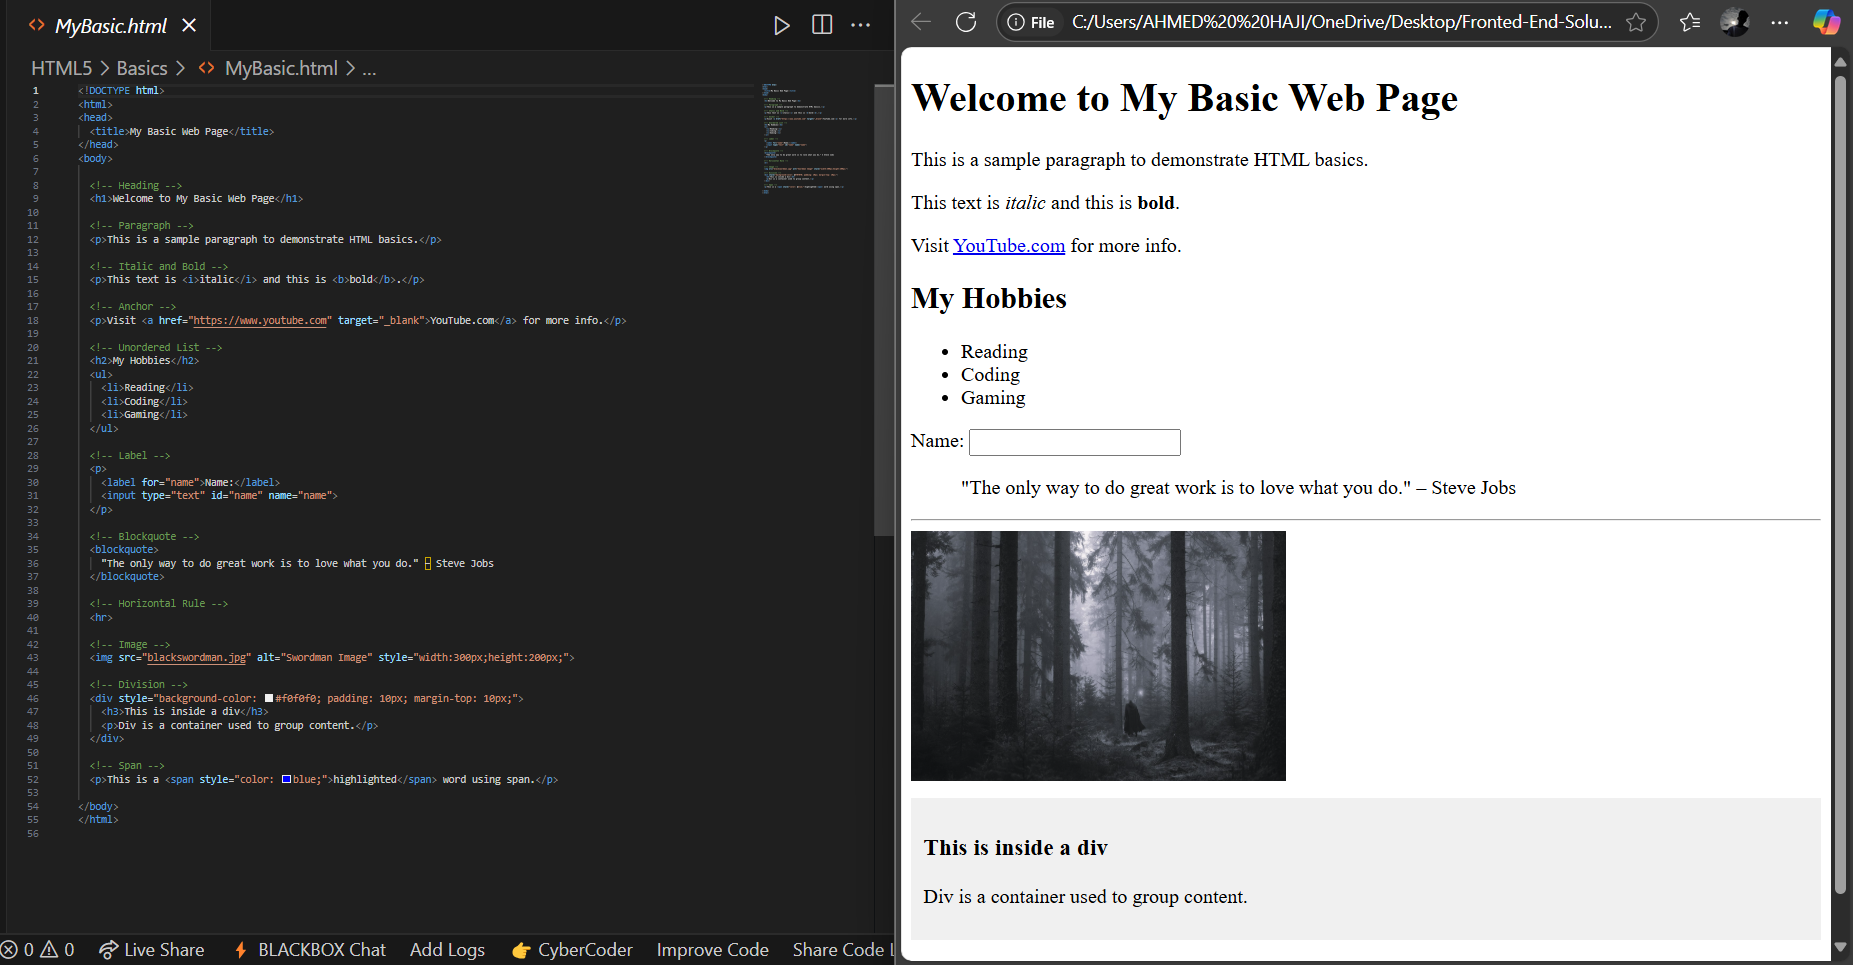 MyBasic.html
HTML5 > Basics > MyBasic.html > ...
1 <!DOCTYPE html>
2 <html>
3 <head>
4 <title>My Basic Web Page</title>
5 </head>
6 <body>
7
8 <!-- Heading -->
9 <h1>Welcome to My Basic Web Page</h1>
10
11 <!-- Paragraph -->
12 <p>This is a sample paragraph to demonstrate HTML basics.</p>
13
14 <!-- Italic and Bold -->
15 <p>This text is <i>italic</i> and this is <b>bold</b>.</p>
16
17 <!-- Anchor -->
18 <p>Visit <a href="https://www.youtube.com" target="_blank">YouTube.com</a> for more info.</p>
19
20 <!-- Unordered List -->
21 <h2>My Hobbies</h2>
22 <ul>
23 <li>Reading</li>
24 <li>Coding</li>
25 <li>Gaming</li>
26 </ul>
27
28 <!-- Label -->
29 <p>
30 <label for="name">Name:</label>
31 <input type="text" id="name" name="name">
32 </p>
33
34 <!-- Blockquote -->
35 <blockquote>
36 "The only way to do great work is to love what you do." – Steve Jobs
37 </blockquote>
38
39 <!-- Horizontal Rule -->
40 <hr>
41
42 <!-- Image -->
43 <img src="blackswordman.jpg" alt="Swordman Image" style="width:300px;height:200px;">
44
45 <!-- Division -->
46 <div style="background-color: #f0f0f0; padding: 10px; margin-top: 10px;">
47 <h3>This is inside a div</h3>
48 <p>Div is a container used to group content.</p>
49 </div>
50
51 <!-- Span -->
52 <p>This is a <span style="color: blue;">highlighted</span> word using span.</p>
53
54 </body>
55 </html>
56
0 0 Live Share BLACKBOX Chat Add Logs CyberCoder Improve Code Share Code L
File C:/Users/AHMED%20%20HAJI/OneDrive/Desktop/Fronted-End-Solu...
Welcome to My Basic Web Page
This is a sample paragraph to demonstrate HTML basics.
This text is italic and this is bold.
Visit YouTube.com for more info.
My Hobbies
• Reading
• Coding
• Gaming
Name:
"The only way to do great work is to love what you do." – Steve Jobs
This is inside a div
Div is a container used to group content.